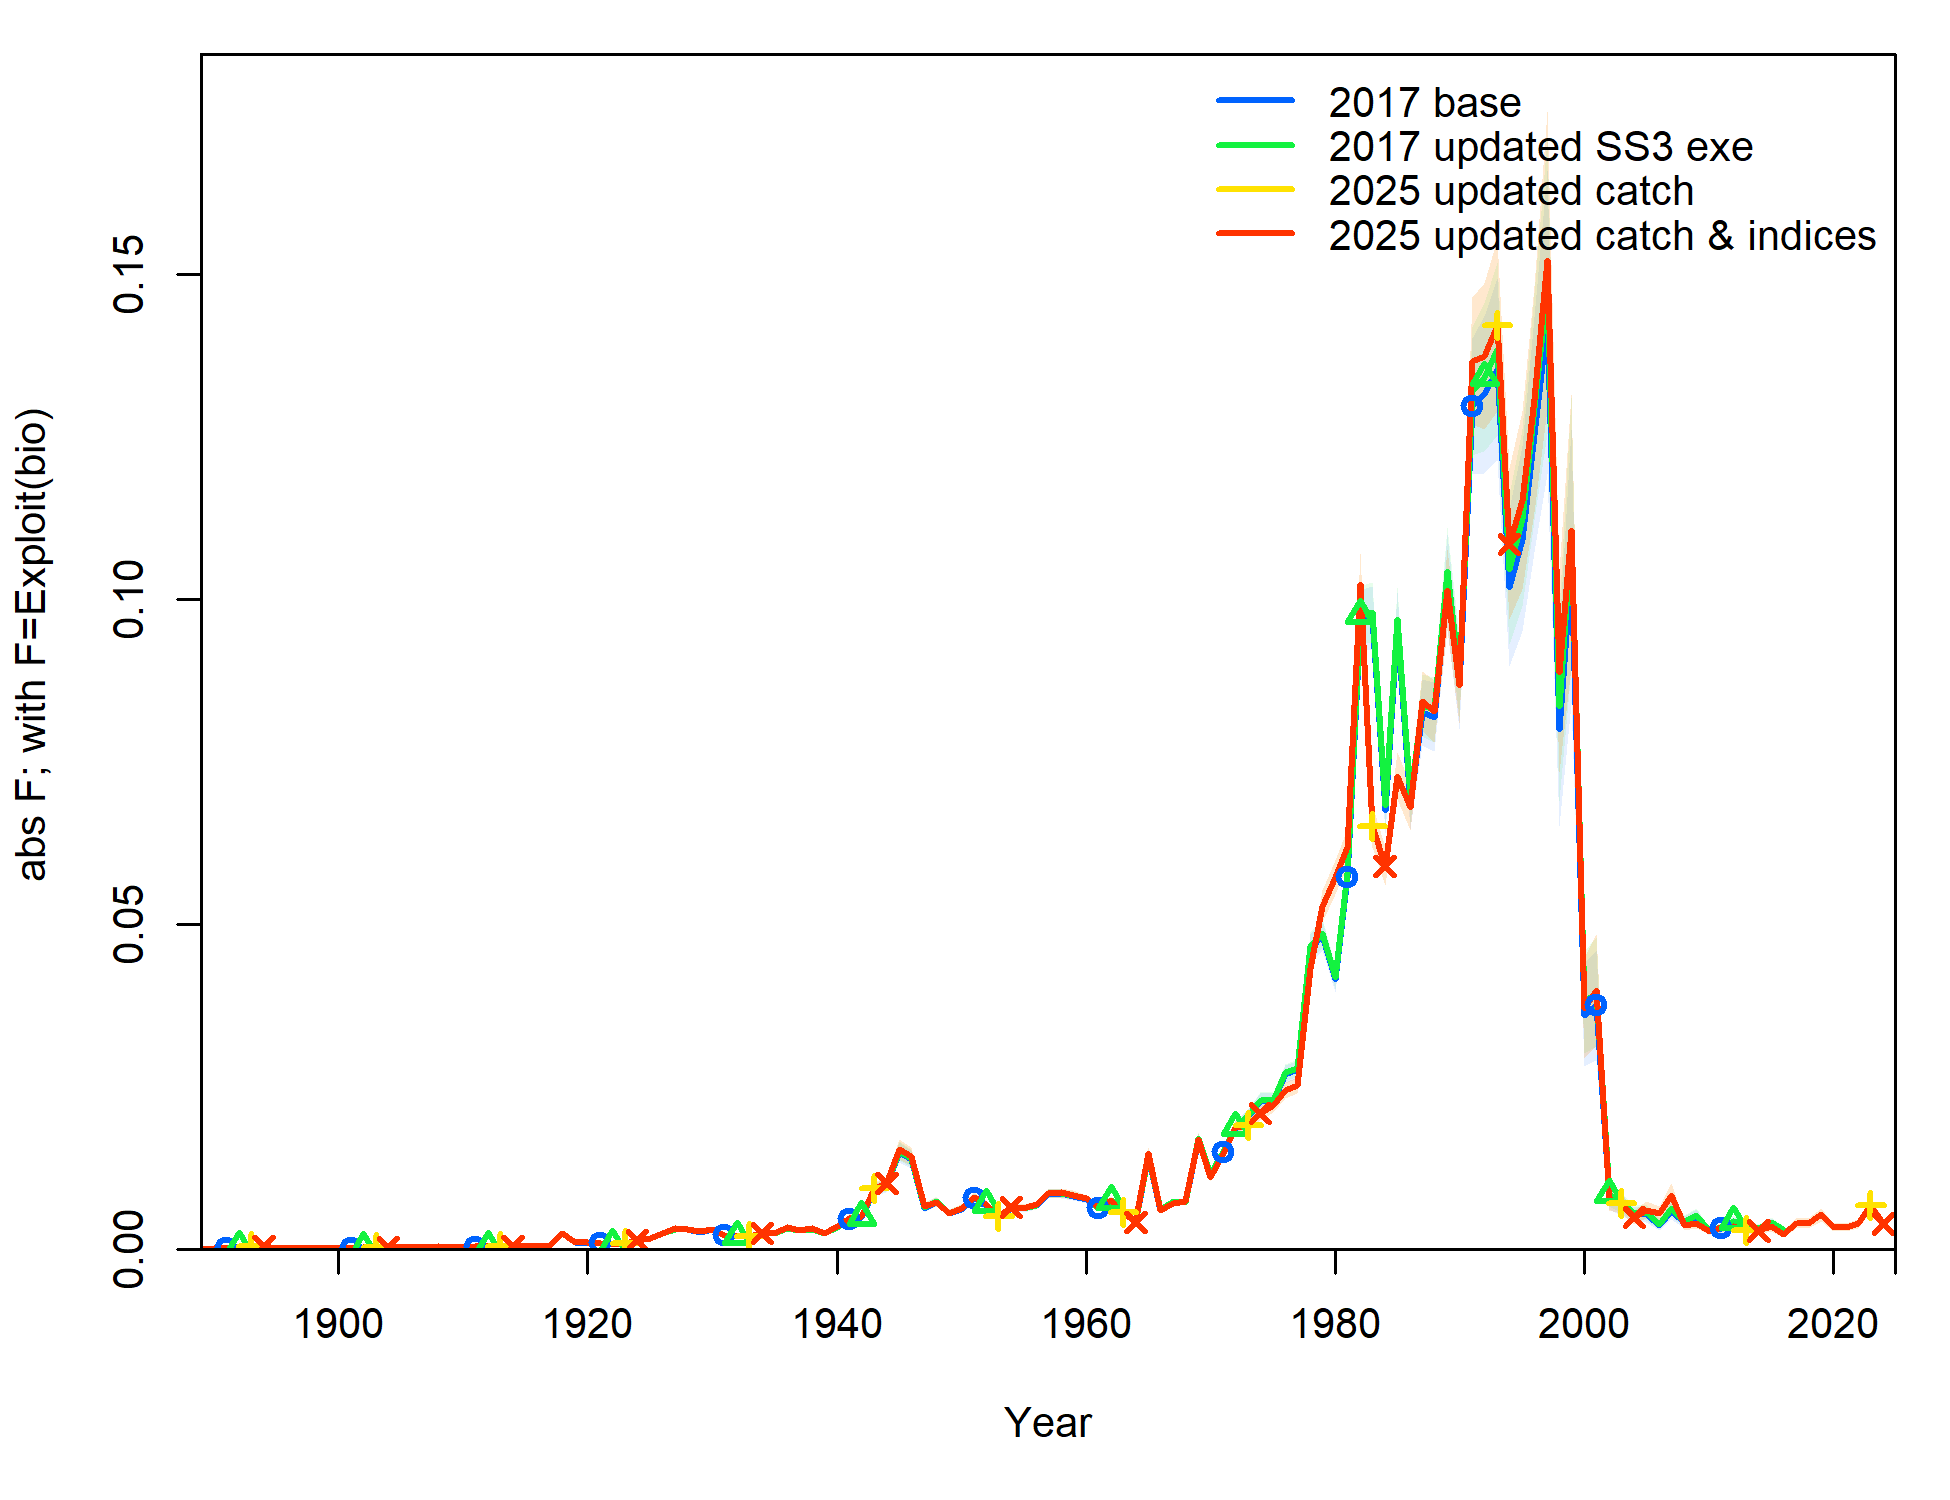 2017 base
2017 updated SS3 exe
2025 updated catch
2025 updated catch & indices
abs F; with F=Exploit(bio)
0.15
0.10
0.05
0.00
1900 1920 1940 1960 1980 2000 2020
Year